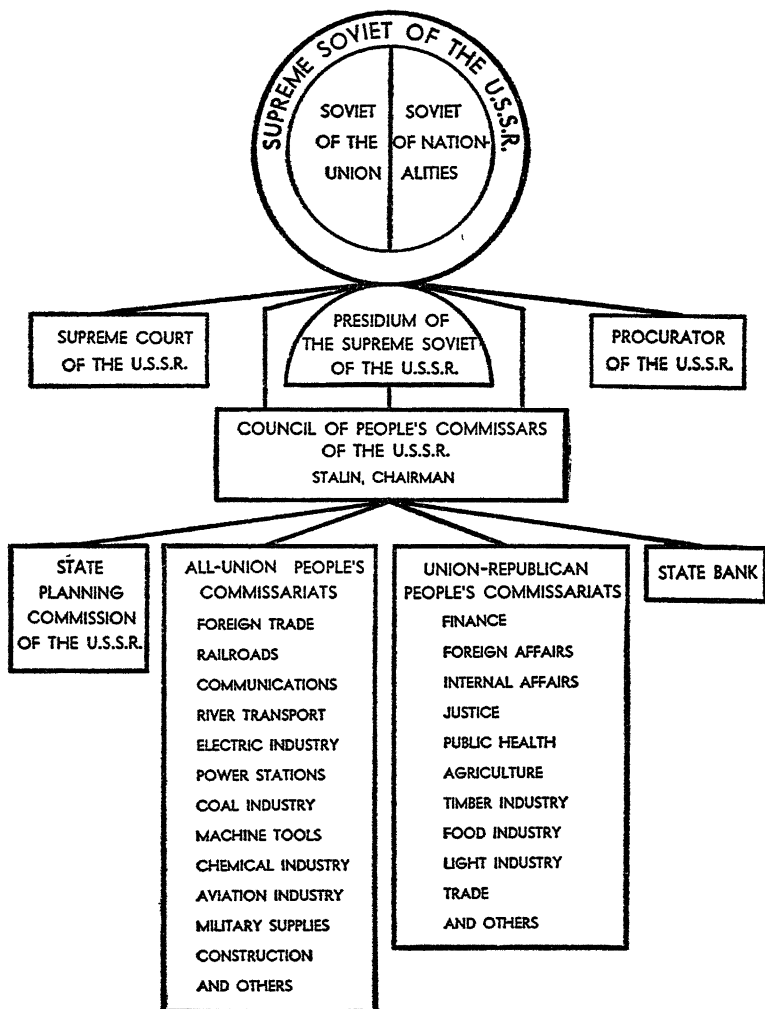 SUPREME SOVIET OF THE U.S.S.R.
SOVIET
OF THE
UNION
SOVIET
OF NATION-
ALITIES
SUPREME COURT
OF THE U.S.S.R.
PRESIDIUM OF
THE SUPREME SOVIET
OF THE U.S.S.R.
PROCURATOR
OF THE U.S.S.R.
COUNCIL OF PEOPLE'S COMMISSARS
OF THE U.S.S.R.
STALIN, CHAIRMAN
STATE
PLANNING
COMMISSION
OF THE U.S.S.R.
ALL-UNION PEOPLE'S
COMMISSARIATS
FOREIGN TRADE
RAILROADS
COMMUNICATIONS
RIVER TRANSPORT
ELECTRIC INDUSTRY
POWER STATIONS
COAL INDUSTRY
MACHINE TOOLS
CHEMICAL INDUSTRY
AVIATION INDUSTRY
MILITARY SUPPLIES
CONSTRUCTION
AND OTHERS
UNION-REPUBLICAN
PEOPLE'S COMMISSARIATS
FINANCE
FOREIGN AFFAIRS
INTERNAL AFFAIRS
JUSTICE
PUBLIC HEALTH
AGRICULTURE
TIMBER INDUSTRY
FOOD INDUSTRY
LIGHT INDUSTRY
TRADE
AND OTHERS
STATE BANK